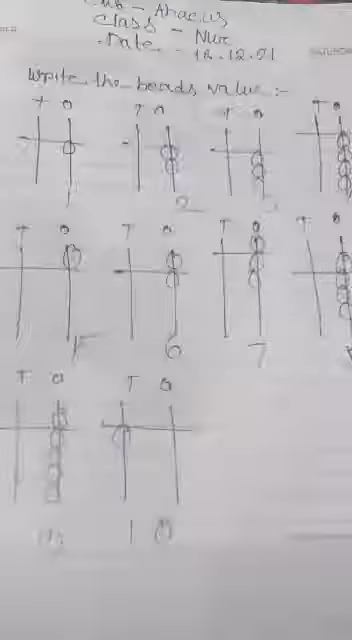 Sub - Abacus
Class - Nur
Date - 18.12.21
Write the beads value :-
T O T O T O T O
2
T O T O T O T O
5 6 7
T O T O
10